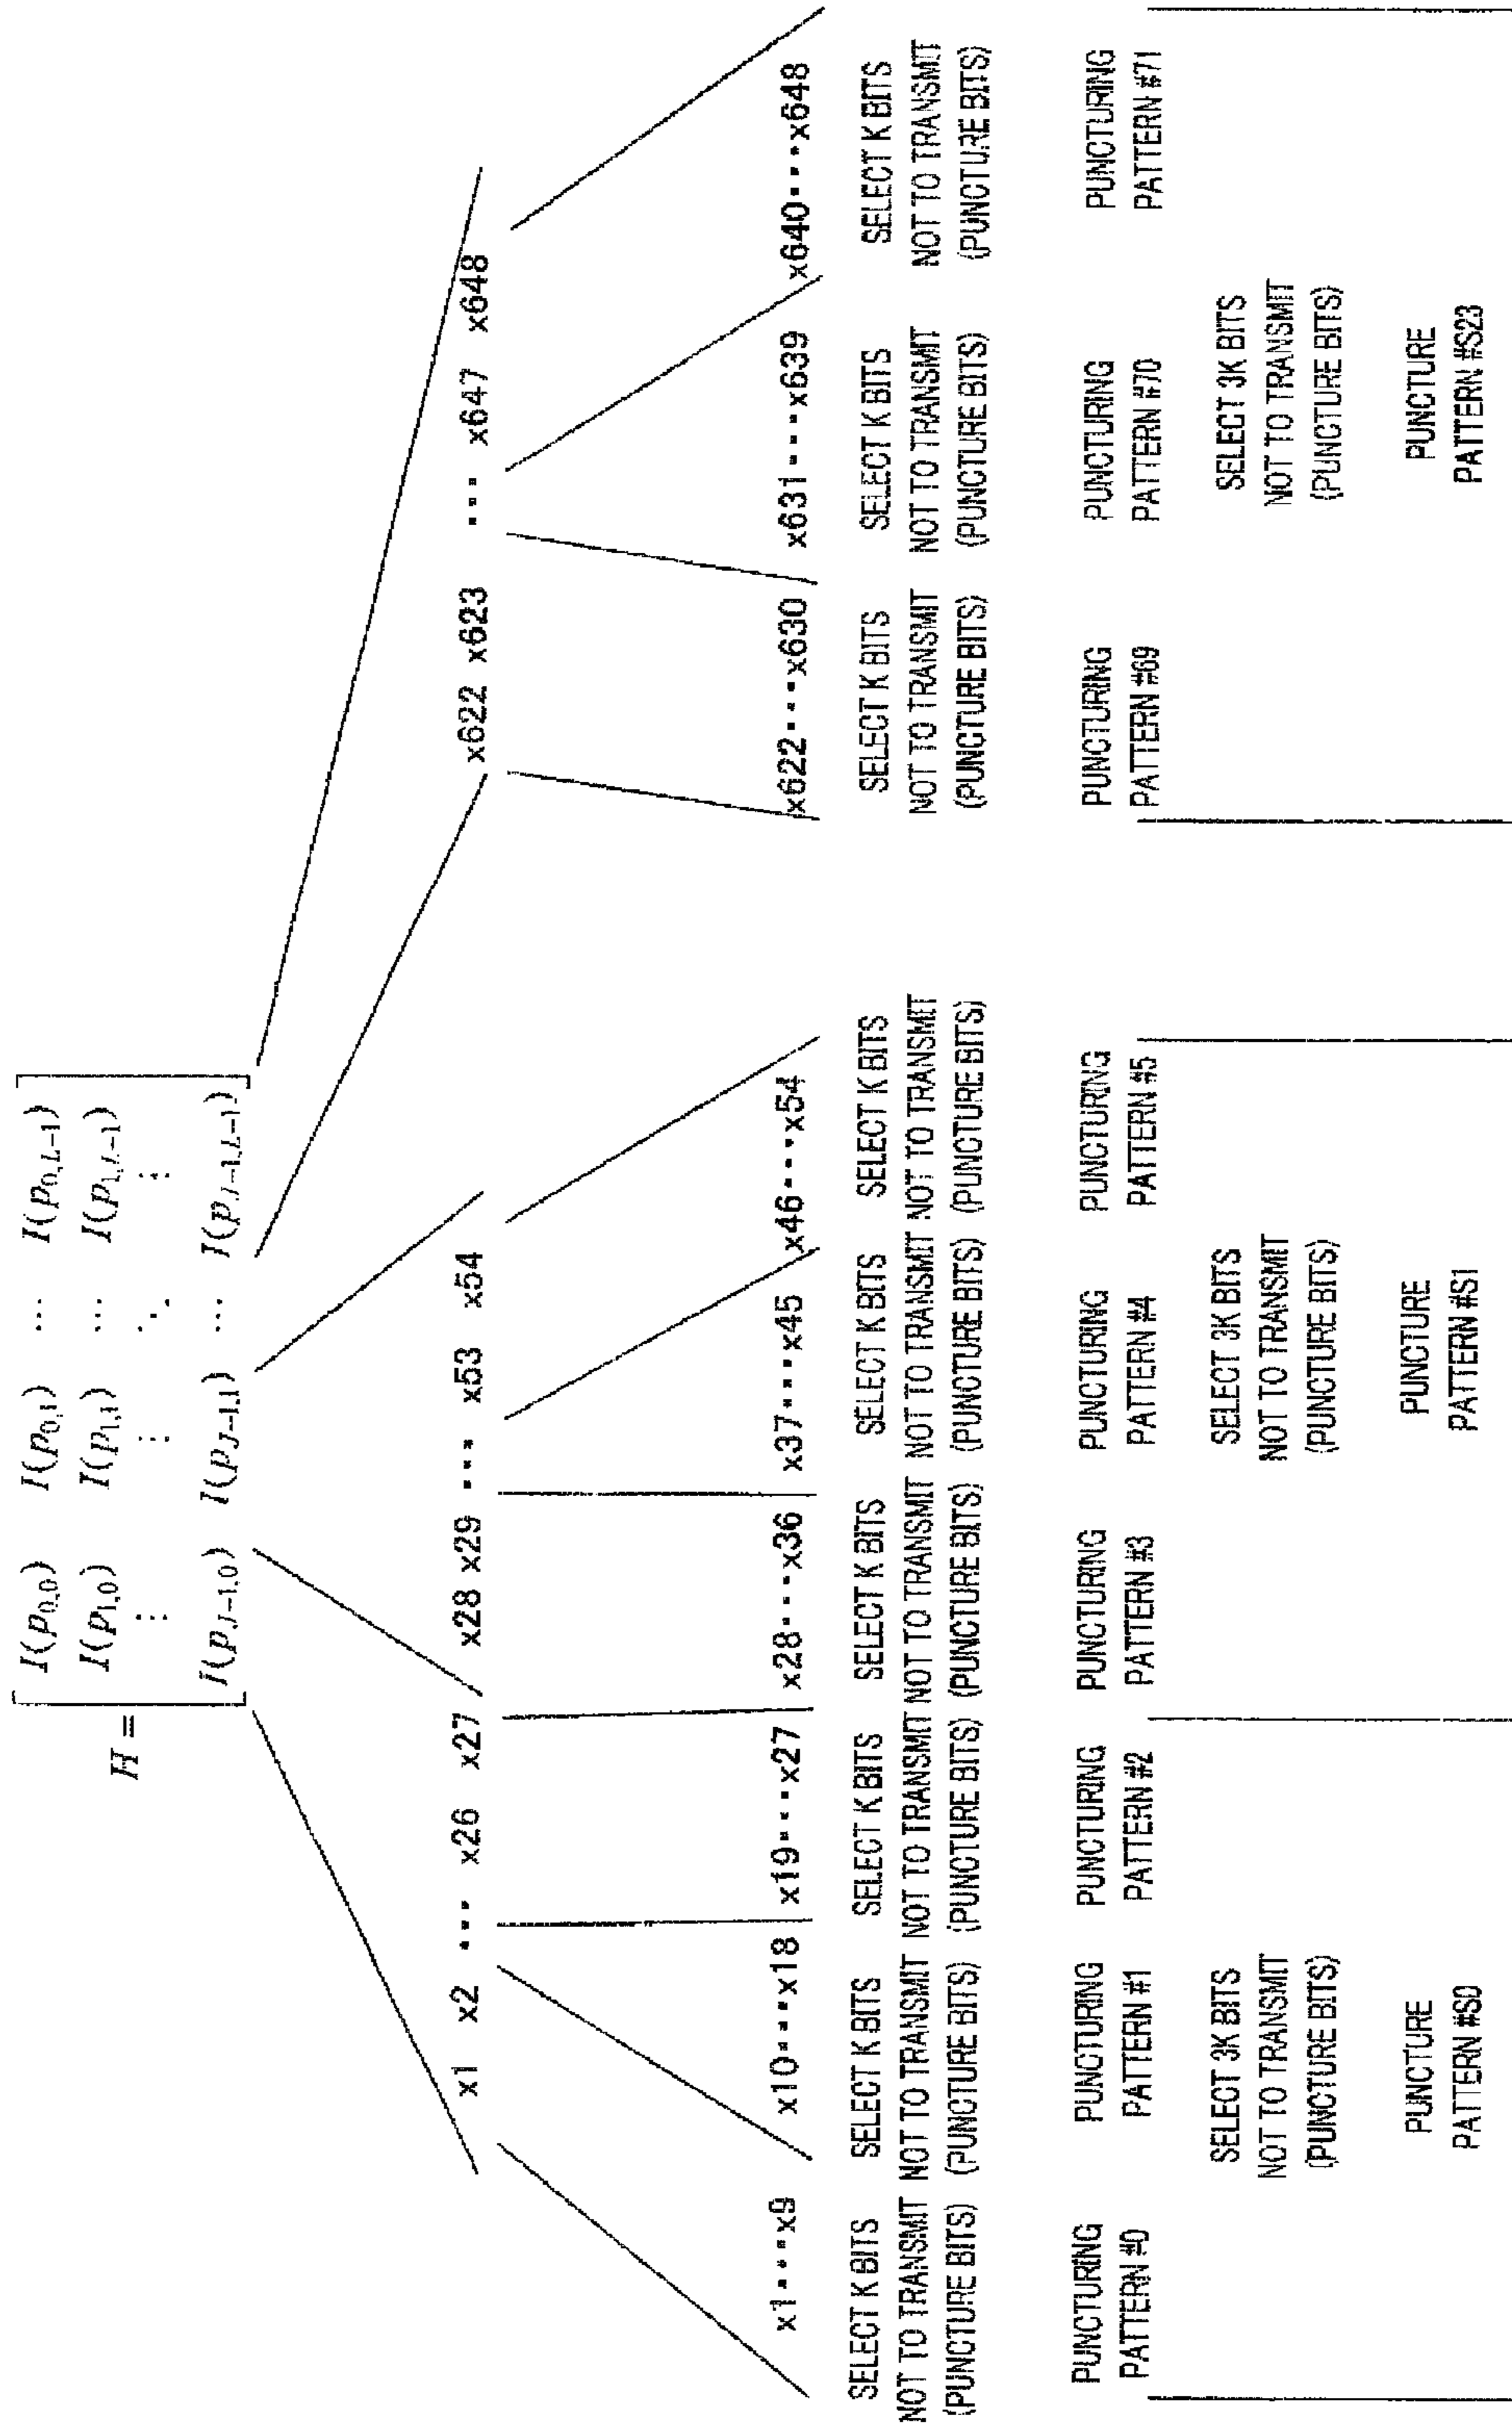 H = [ I(p0,0) I(p0,1) ⋯ I(p0,L−1)
I(p1,0) I(p1,1) ⋯ I(p1,L−1)
⋮ ⋮ ⋱ ⋮
I(pJ−1,0) I(pJ−1,1) ⋯ I(pJ−1,L−1) ]
x1 x2 ⋯ x26 x27 x28 x29 ⋯ x53 x54 x622 x623 ⋯ x647 x648
x1⋯x9 x10⋯x18 x19⋯x27 x28⋯x36 x37⋯x45 x46⋯x54 x622⋯x630 x631⋯x639 x640⋯x648
SELECT K BITS SELECT K BITS SELECT K BITS SELECT K BITS SELECT K BITS SELECT K BITS SELECT K BITS SELECT K BITS SELECT K BITS
NOT TO TRANSMIT NOT TO TRANSMIT NOT TO TRANSMIT NOT TO TRANSMIT NOT TO TRANSMIT NOT TO TRANSMIT NOT TO TRANSMIT NOT TO TRANSMIT NOT TO TRANSMIT
(PUNCTURE BITS) (PUNCTURE BITS) (PUNCTURE BITS) (PUNCTURE BITS) (PUNCTURE BITS) (PUNCTURE BITS) (PUNCTURE BITS) (PUNCTURE BITS) (PUNCTURE BITS)
PUNCTURING PUNCTURING PUNCTURING PUNCTURING PUNCTURING PUNCTURING PUNCTURING PUNCTURING PUNCTURING
PATTERN #0 PATTERN #1 PATTERN #2 PATTERN #3 PATTERN #4 PATTERN #5 PATTERN #69 PATTERN #70 PATTERN #71
SELECT 3K BITS SELECT 3K BITS SELECT 3K BITS
NOT TO TRANSMIT NOT TO TRANSMIT NOT TO TRANSMIT
(PUNCTURE BITS) (PUNCTURE BITS) (PUNCTURE BITS)
PUNCTURE PUNCTURE PUNCTURE
PATTERN #S0 PATTERN #S1 PATTERN #S23